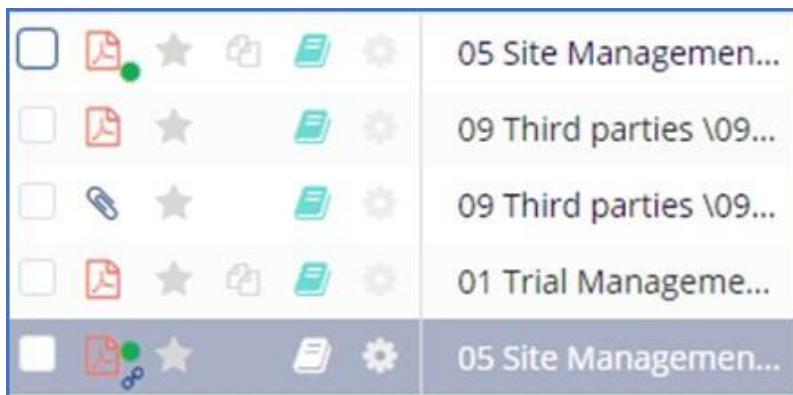 05 Site Managemen...
09 Third parties \09...
09 Third parties \09...
01 Trial Manageme...
05 Site Managemen...